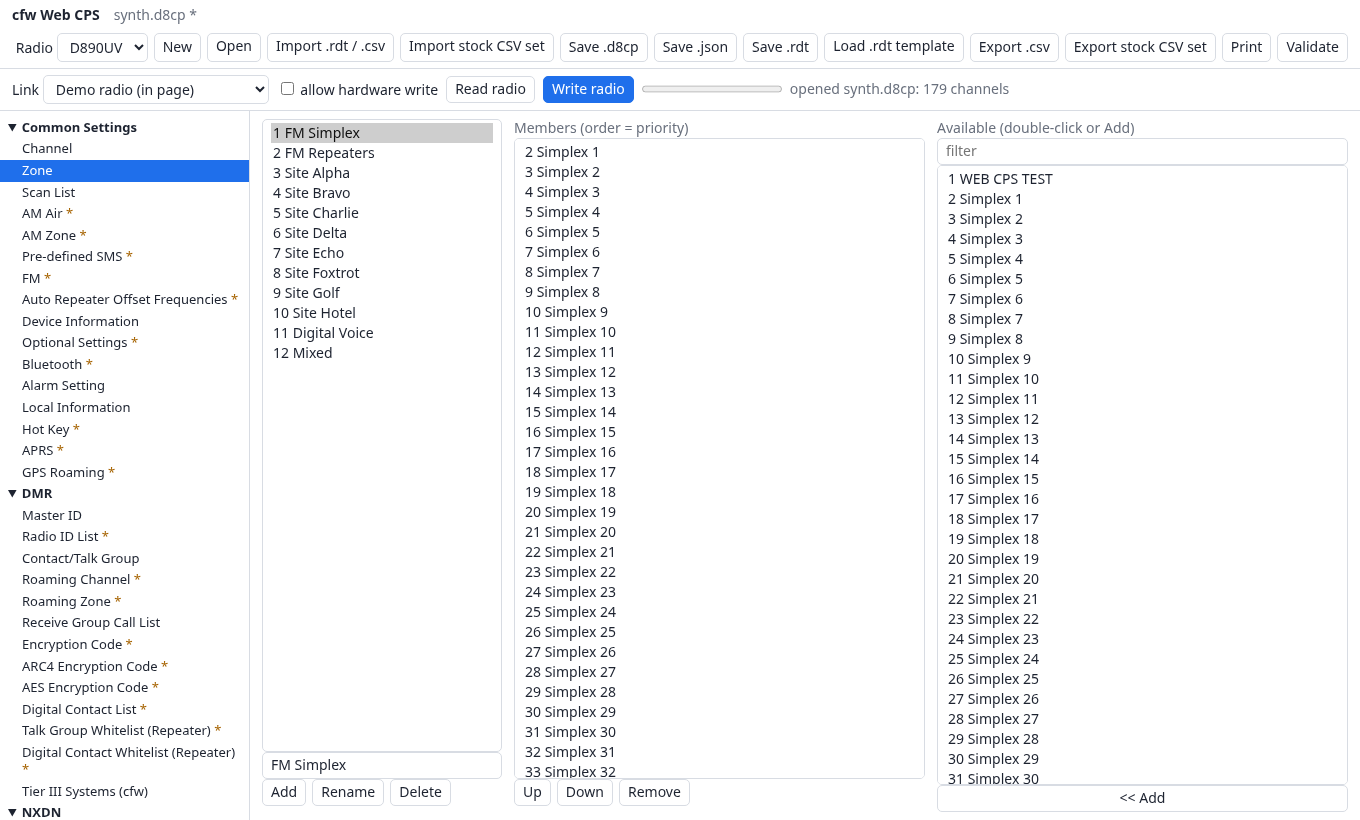 cfw Web CPS synth.d8cp *
Radio D890UV New Open Import .rdt / .csv Import stock CSV set Save .d8cp Save .json Save .rdt Load .rdt template Export .csv Export stock CSV set Print Validate
Link Demo radio (in page) allow hardware write Read radio Write radio opened synth.d8cp: 179 channels
Common Settings
Channel
Zone
Scan List
AM Air *
AM Zone *
Pre-defined SMS *
FM *
Auto Repeater Offset Frequencies *
Device Information
Optional Settings *
Bluetooth *
Alarm Setting
Local Information
Hot Key *
APRS *
GPS Roaming *
DMR
Master ID
Radio ID List *
Contact/Talk Group
Roaming Channel *
Roaming Zone *
Receive Group Call List
Encryption Code *
ARC4 Encryption Code *
AES Encryption Code *
Digital Contact List *
Talk Group Whitelist (Repeater) *
Digital Contact Whitelist (Repeater)
*
Tier III Systems (cfw)
NXDN
1 FM Simplex
2 FM Repeaters
3 Site Alpha
4 Site Bravo
5 Site Charlie
6 Site Delta
7 Site Echo
8 Site Foxtrot
9 Site Golf
10 Site Hotel
11 Digital Voice
12 Mixed
FM Simplex
Add Rename Delete
Members (order = priority)
2 Simplex 1
3 Simplex 2
4 Simplex 3
5 Simplex 4
6 Simplex 5
7 Simplex 6
8 Simplex 7
9 Simplex 8
10 Simplex 9
11 Simplex 10
12 Simplex 11
13 Simplex 12
14 Simplex 13
15 Simplex 14
16 Simplex 15
17 Simplex 16
18 Simplex 17
19 Simplex 18
20 Simplex 19
21 Simplex 20
22 Simplex 21
23 Simplex 22
24 Simplex 23
25 Simplex 24
26 Simplex 25
27 Simplex 26
28 Simplex 27
29 Simplex 28
30 Simplex 29
31 Simplex 30
32 Simplex 31
33 Simplex 32
Up Down Remove
Available (double-click or Add)
filter
1 WEB CPS TEST
2 Simplex 1
3 Simplex 2
4 Simplex 3
5 Simplex 4
6 Simplex 5
7 Simplex 6
8 Simplex 7
9 Simplex 8
10 Simplex 9
11 Simplex 10
12 Simplex 11
13 Simplex 12
14 Simplex 13
15 Simplex 14
16 Simplex 15
17 Simplex 16
18 Simplex 17
19 Simplex 18
20 Simplex 19
21 Simplex 20
22 Simplex 21
23 Simplex 22
24 Simplex 23
25 Simplex 24
26 Simplex 25
27 Simplex 26
28 Simplex 27
29 Simplex 28
30 Simplex 29
31 Simplex 30
<< Add